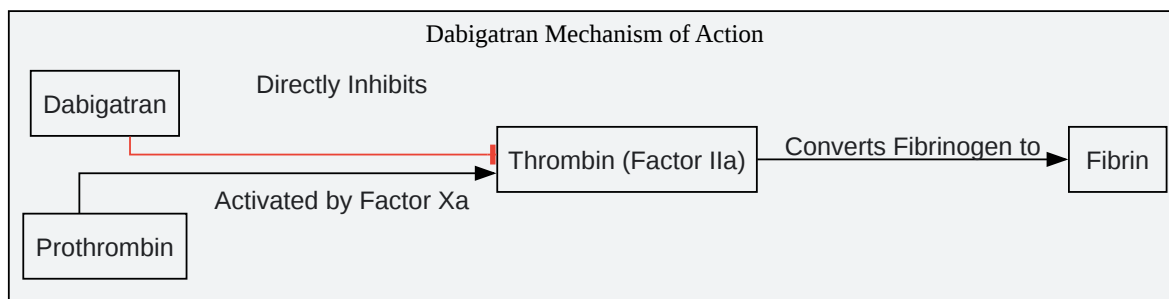 Dabigatran Mechanism of Action
Directly Inhibits
Dabigatran
Thrombin (Factor IIa)
Converts Fibrinogen to
Fibrin
Activated by Factor Xa
Prothrombin